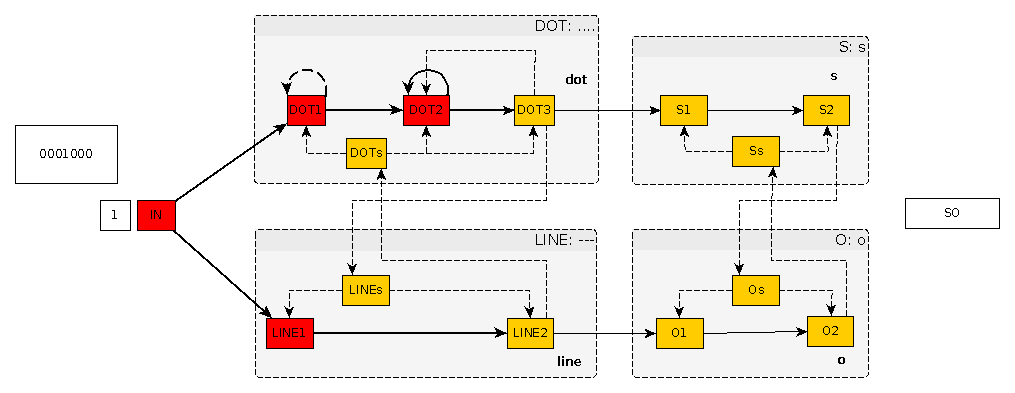 DOT: ....
S: s
dot
s
DOT1
DOT2
DOT3
S1
S2
0001000
DOTs
Ss
1
IN
SO
LINE: ---
O: o
LINEs
Os
LINE1
LINE2
O1
O2
line
o